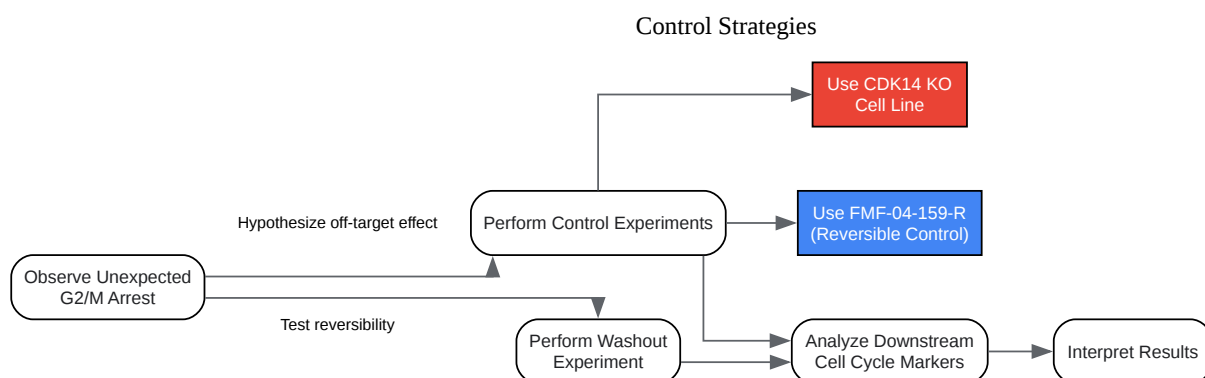 Control Strategies
Use CDK14 KO
Cell Line
Hypothesize off-target effect
Perform Control Experiments
Use FMF-04-159-R
(Reversible Control)
Observe Unexpected
G2/M Arrest
Test reversibility
Perform Washout
Experiment
Analyze Downstream
Cell Cycle Markers
Interpret Results